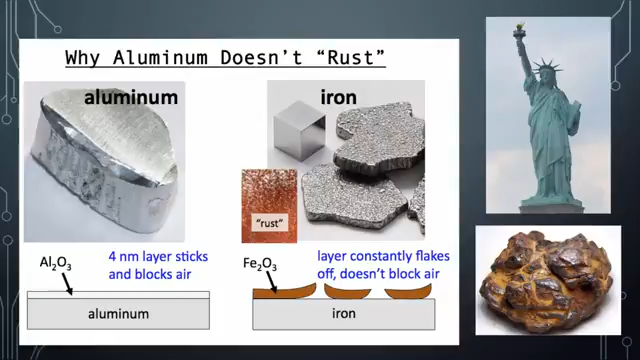 Why Aluminum Doesn't “Rust”
aluminum
iron
“rust”
Al₂O₃
4 nm layer sticks
and blocks air
aluminum
Fe₂O₃
layer constantly flakes
off, doesn't block air
iron